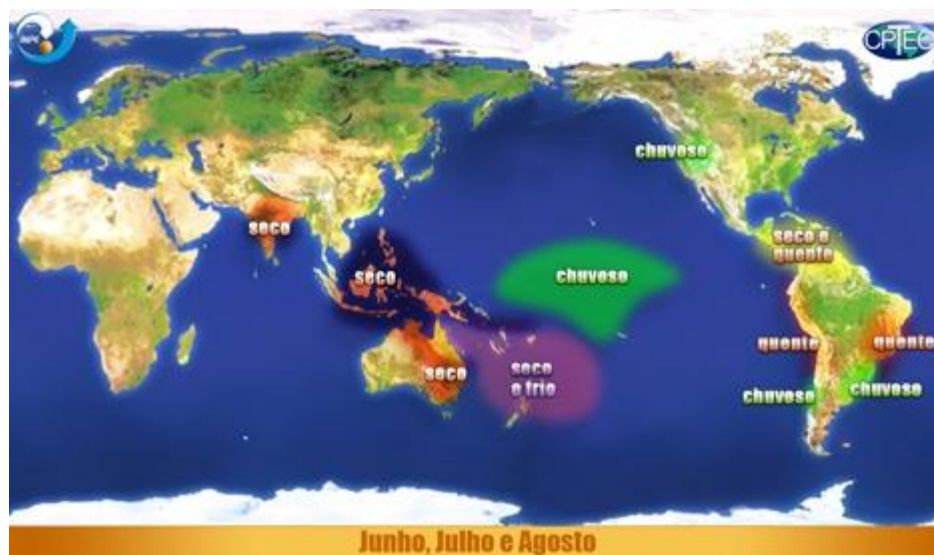 CPTEC
chuvoso
seco
seco e
quente
seco
chuvoso
quente
quente
seco
seco
e frio
chuvoso
chuvoso
Junho, Julho e Agosto